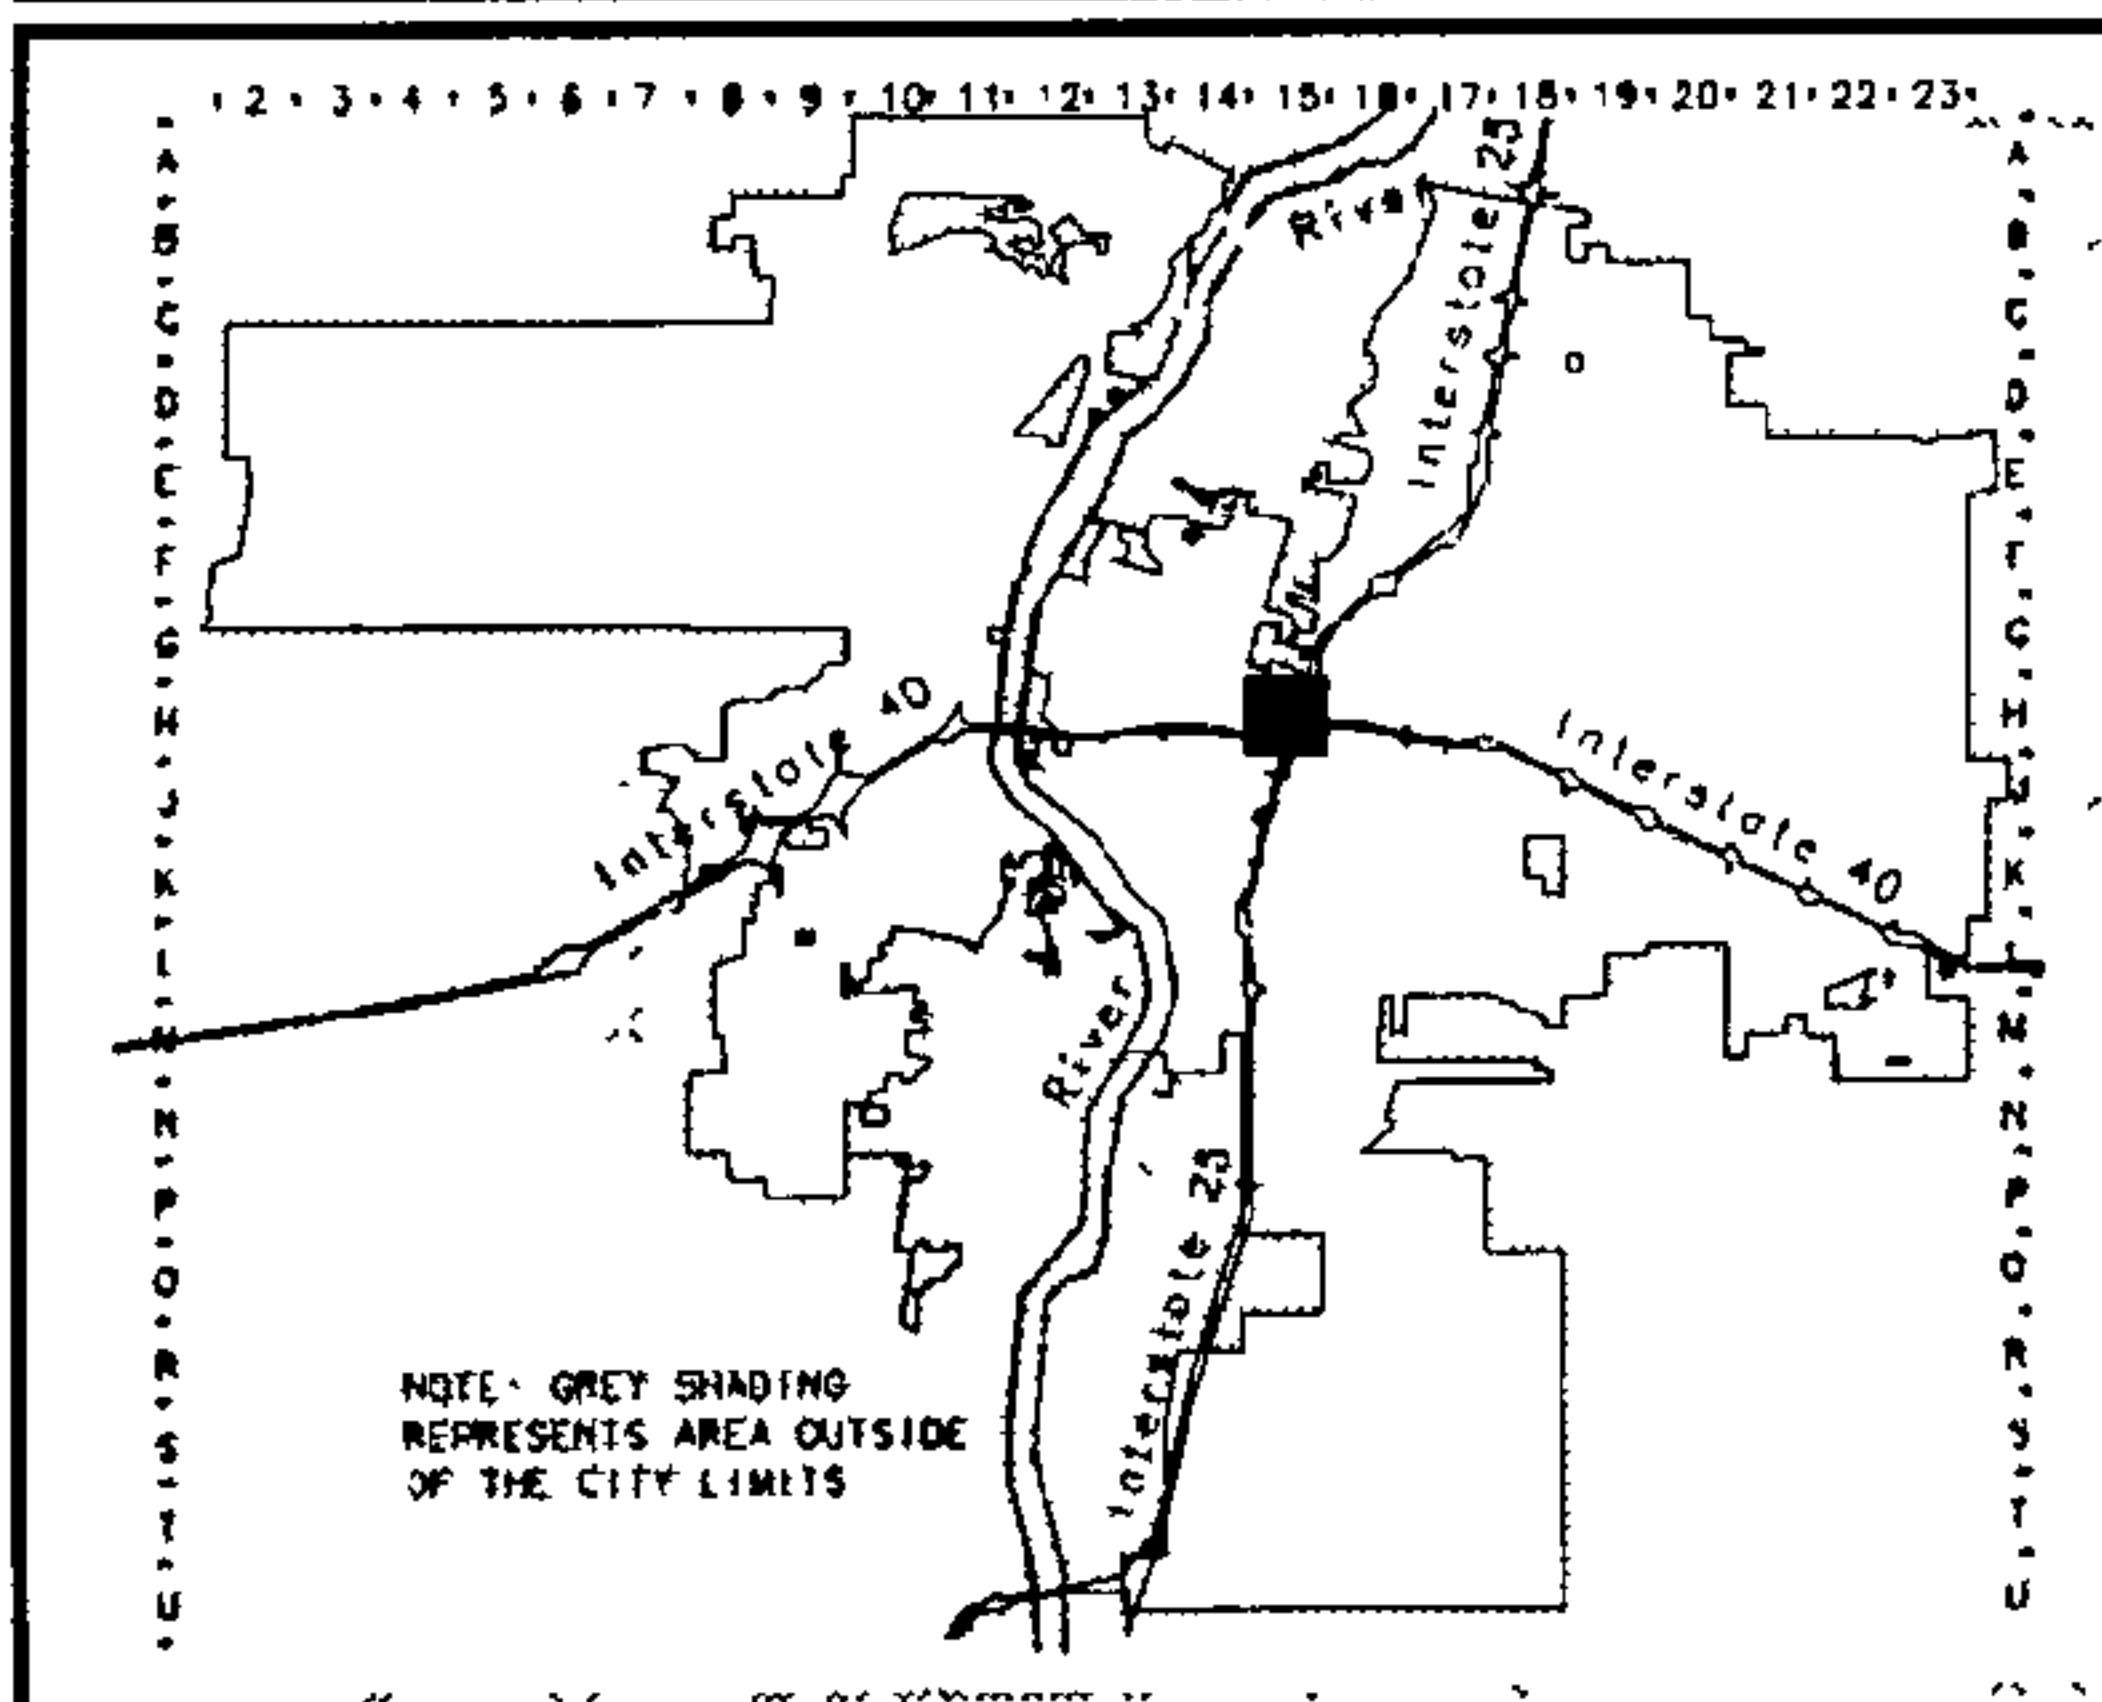 2 3 4 5 6 7 8 9 10 11 12 13 14 15 16 17 18 19 20 21 22 23
A A
B B
C C
D D
E E
F F
G G
H H
J J
K K
L L
M M
N N
P P
Q Q
R R
S S
T T
U U
River
Interstate 25
Interstate 40
Interstate 40
River
Interstate 25
NOTE: GREY SHADING
REPRESENTS AREA OUTSIDE
OF THE CITY LIMITS